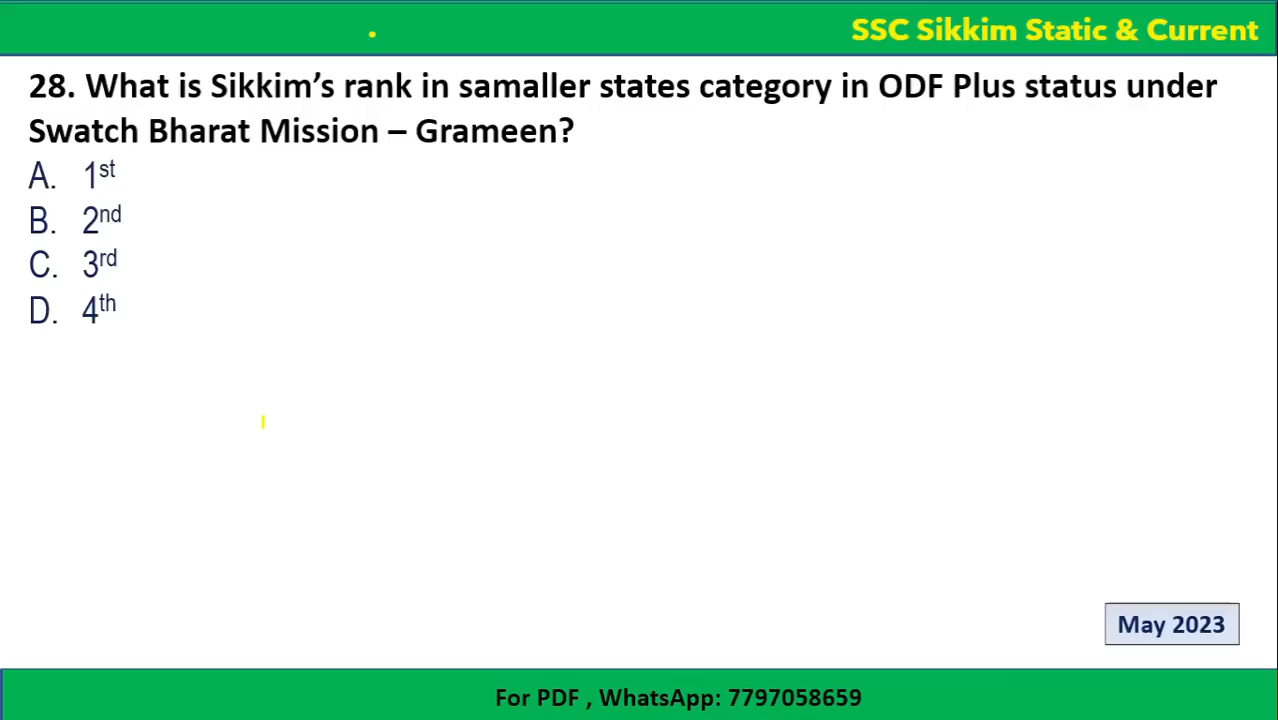 SSC Sikkim Static & Current
28. What is Sikkim’s rank in samaller states category in ODF Plus status under
Swatch Bharat Mission – Grameen?
A. 1st
B. 2nd
C. 3rd
D. 4th
May 2023
For PDF , WhatsApp: 7797058659